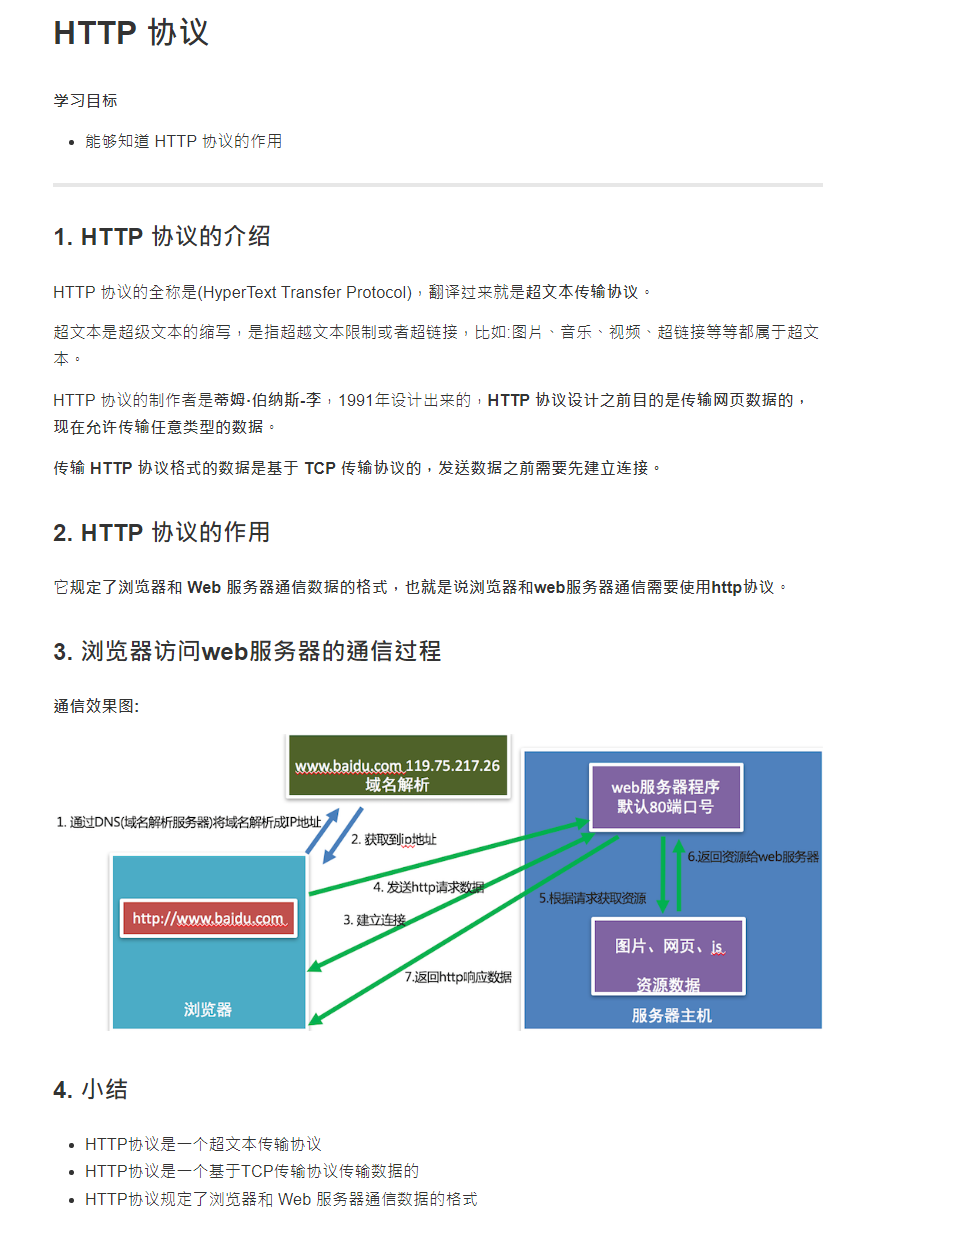 HTTP 协议
学习目标
• 能够知道 HTTP 协议的作用
1. HTTP 协议的介绍
HTTP 协议的全称是(HyperText Transfer Protocol)，翻译过来就是超文本传输协议。
超文本是超级文本的缩写，是指超越文本限制或者超链接，比如:图片、音乐、视频、超链接等等都属于超文
本。
HTTP 协议的制作者是蒂姆·伯纳斯-李，1991年设计出来的，HTTP 协议设计之前目的是传输网页数据的，
现在允许传输任意类型的数据。
传输 HTTP 协议格式的数据是基于 TCP 传输协议的，发送数据之前需要先建立连接。
2. HTTP 协议的作用
它规定了浏览器和 Web 服务器通信数据的格式，也就是说浏览器和web服务器通信需要使用http协议。
3. 浏览器访问web服务器的通信过程
通信效果图:
www.baidu.com 119.75.217.26
域名解析
web服务器程序
默认80端口号
1. 通过DNS(域名解析服务器)将域名解析成IP地址
2. 获取到ip地址
6.返回资源给web服务器
4. 发送http请求数据
5.根据请求获取资源
http://www.baidu.com
3. 建立连接
图片、网页、js
7.返回http响应数据
资源数据
浏览器
服务器主机
4. 小结
• HTTP协议是一个超文本传输协议
• HTTP协议是一个基于TCP传输协议传输数据的
• HTTP协议规定了浏览器和 Web 服务器通信数据的格式